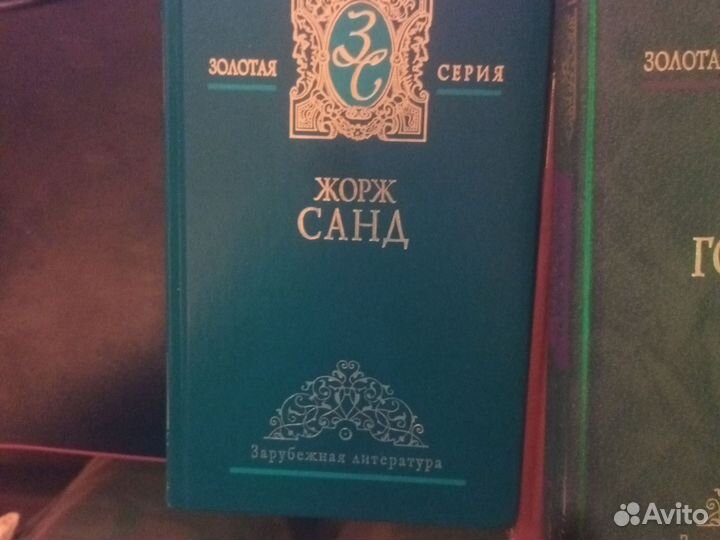 ЗС
ЗОЛОТАЯ СЕРИЯ
ЖОРЖ
САНД
Зарубежная литература
ЗОЛОТА
ГО
Avito